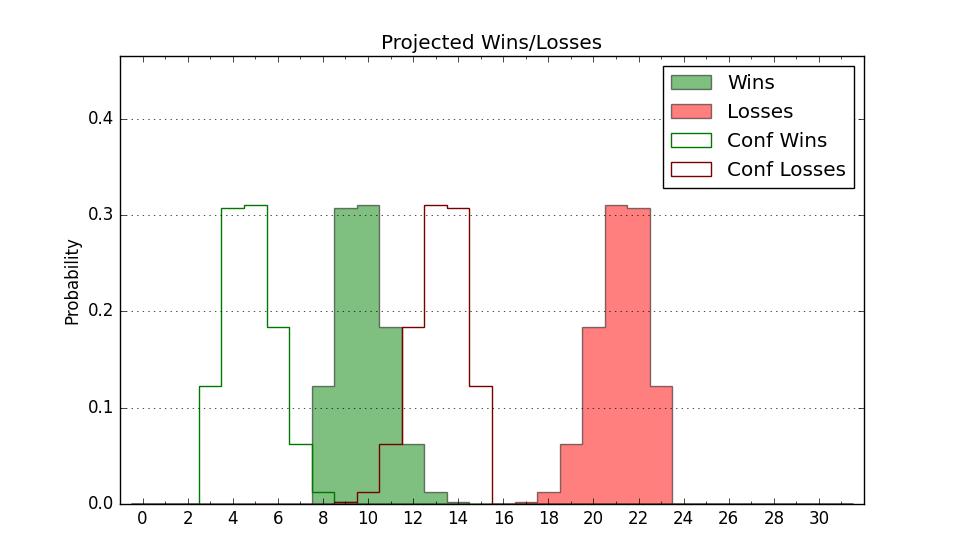 Projected Wins/Losses
Wins
Losses
Conf Wins
Conf Losses
Probability
0.4
0.3
0.2
0.1
0.0
0 2 4 6 8 10 12 14 16 18 20 22 24 26 28 30